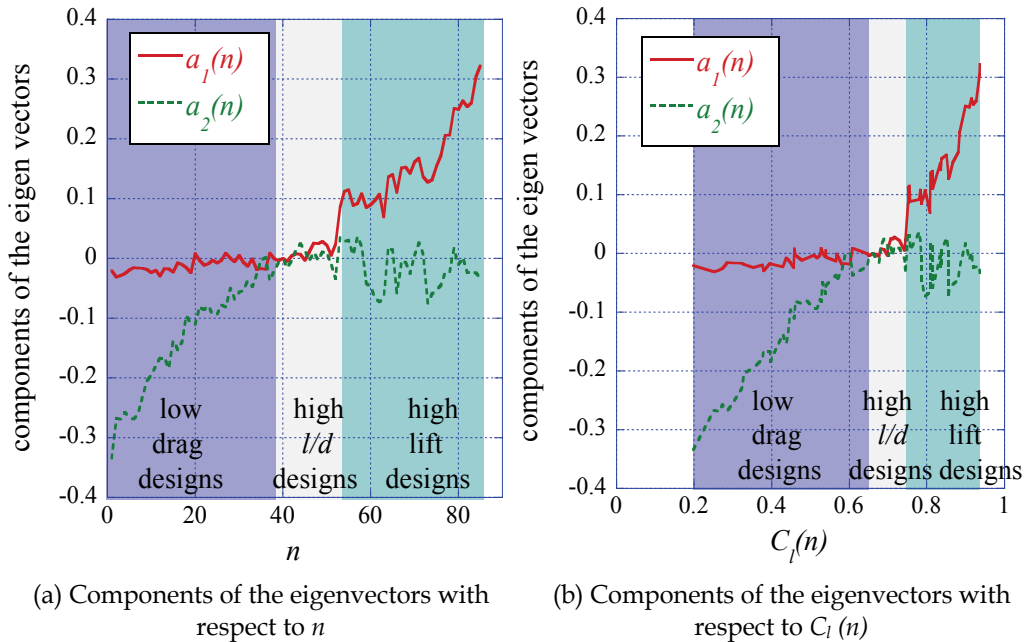 components of the eigen vectors
0.4
0.3
0.2
0.1
0
-0.1
-0.2
-0.3
-0.4
a1(n)
a2(n)
low
drag
designs
high
l/d
designs
high
lift
designs
0 20 40 60 80
n
(a) Components of the eigenvectors with
respect to n
components of the eigen vectors
0.4
0.3
0.2
0.1
0
-0.1
-0.2
-0.3
-0.4
a1(n)
a2(n)
low
drag
designs
high
l/d
designs
high
lift
designs
0 0.2 0.4 0.6 0.8 1
Cl(n)
(b) Components of the eigenvectors with
respect to Cl (n)